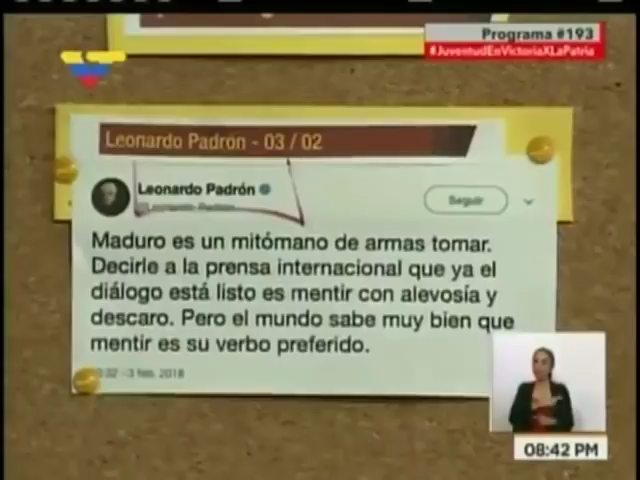 Programa #193
#JuventudEnVictoriaXLaPatria
Leonardo Padrón - 03 / 02
Leonardo Padrón
Seguir
Maduro es un mitómano de armas tomar.
Decirle a la prensa internacional que ya el
diálogo está listo es mentir con alevosía y
descaro. Pero el mundo sabe muy bien que
mentir es su verbo preferido.
3 feb. 2018
08:42 PM